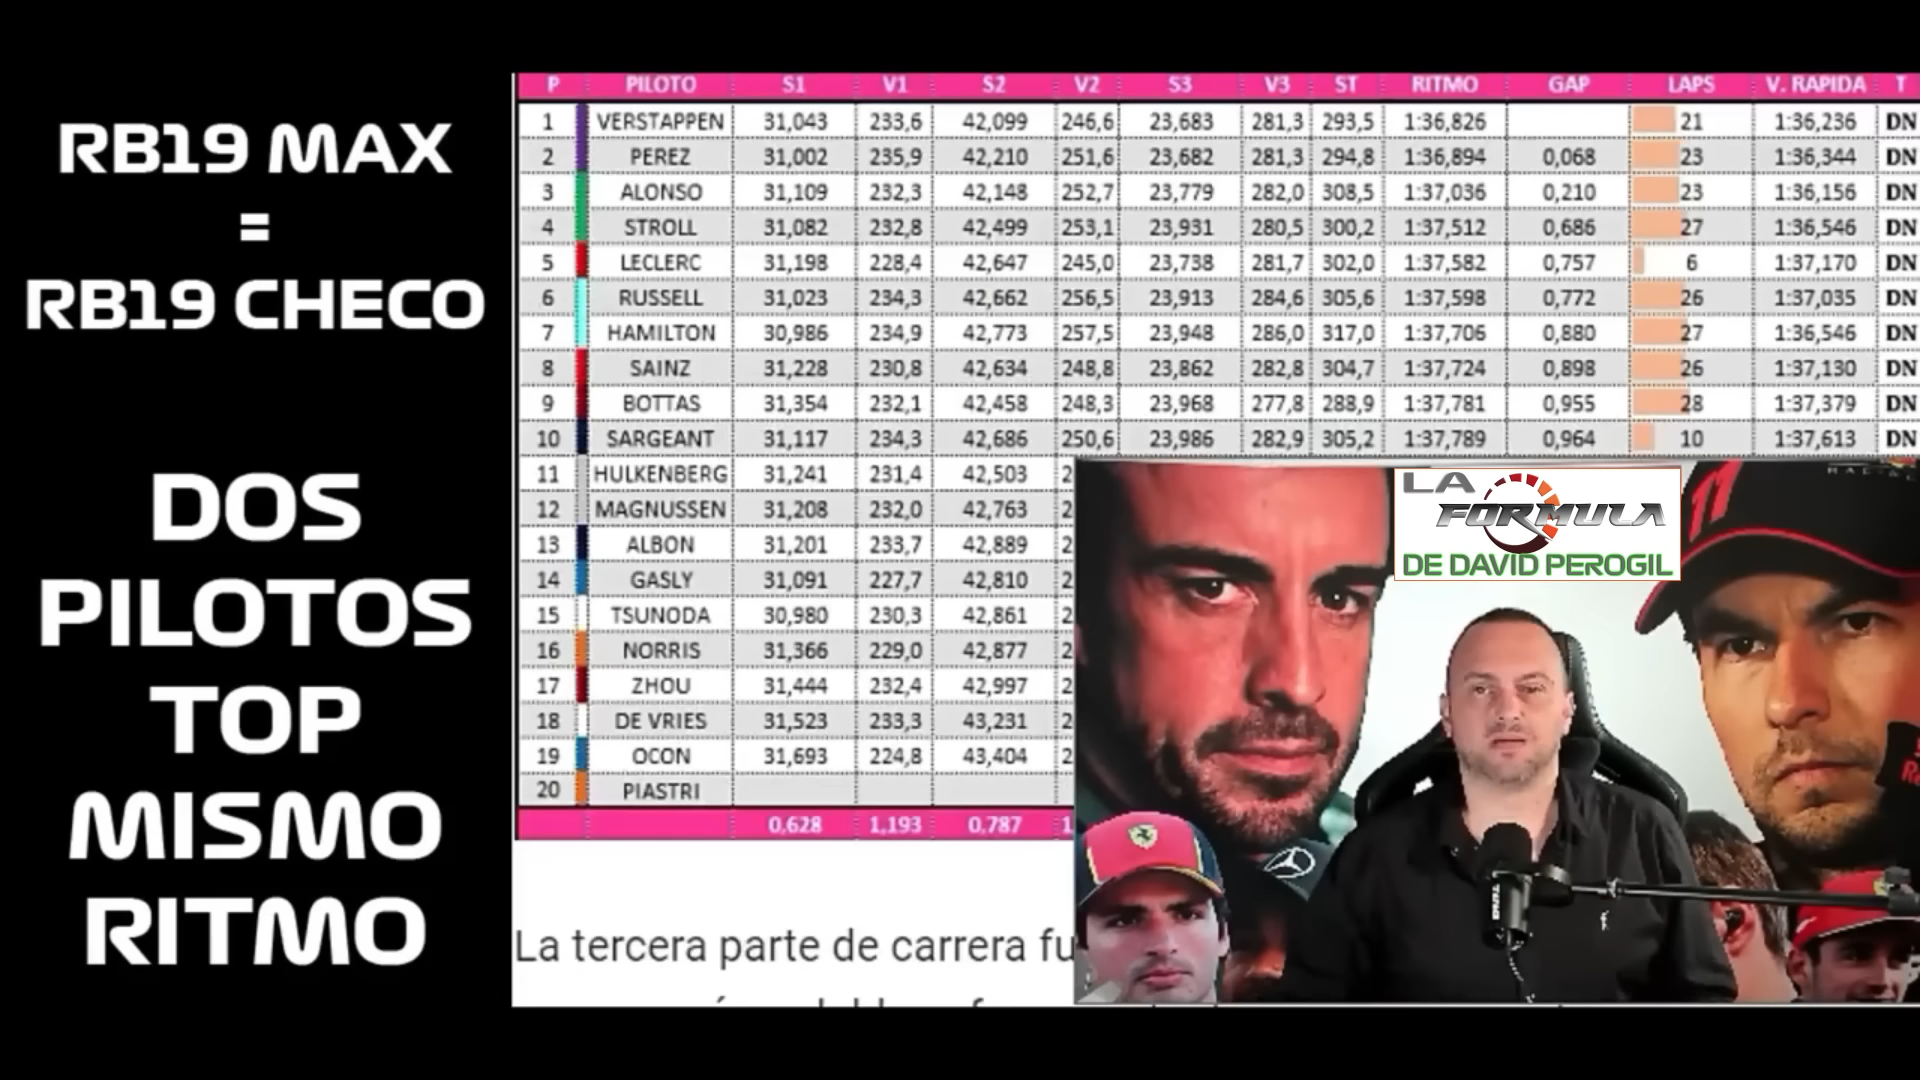 RB19 MAX
=
RB19 CHECO
DOS
PILOTOS
TOP
MISMO
RITMO
P PILOTO S1 V1 S2 V2 S3 V3 ST RITMO GAP LAPS V. RAPIDA T
1 VERSTAPPEN 31,043 233,6 42,099 246,6 23,683 281,3 293,5 1:36,826 21 1:36,236 DN
2 PEREZ 31,002 235,9 42,210 251,6 23,682 281,3 294,8 1:36,894 0,068 23 1:36,344 DN
3 ALONSO 31,109 232,3 42,148 252,7 23,779 282,0 308,5 1:37,036 0,210 23 1:36,156 DN
4 STROLL 31,082 232,8 42,499 253,1 23,931 280,5 300,2 1:37,512 0,686 27 1:36,546 DN
5 LECLERC 31,198 228,4 42,647 245,0 23,738 281,7 302,0 1:37,582 0,757 6 1:37,170 DN
6 RUSSELL 31,023 234,3 42,662 256,5 23,913 284,6 305,6 1:37,598 0,772 26 1:37,035 DN
7 HAMILTON 30,986 234,9 42,773 257,5 23,948 286,0 317,0 1:37,706 0,880 27 1:36,546 DN
8 SAINZ 31,228 230,8 42,634 248,8 23,862 282,8 304,7 1:37,724 0,898 26 1:37,130 DN
9 BOTTAS 31,354 232,1 42,458 248,3 23,968 277,8 288,9 1:37,781 0,955 28 1:37,379 DN
10 SARGEANT 31,117 234,3 42,686 250,6 23,986 282,9 305,2 1:37,789 0,964 10 1:37,613 DN
11 HULKENBERG 31,241 231,4 42,503 2
12 MAGNUSSEN 31,208 232,0 42,763 2
13 ALBON 31,201 233,7 42,889 2
14 GASLY 31,091 227,7 42,810 2
15 TSUNODA 30,980 230,3 42,861 2
16 NORRIS 31,366 229,0 42,877 2
17 ZHOU 31,444 232,4 42,997 2
18 DE VRIES 31,523 233,3 43,231 2
19 OCON 31,693 224,8 43,404 2
20 PIASTRI
0,628 1,193 0,787 1
La tercera parte de carrera fu
LA
FORMULA
DE DAVID PEROGIL
11